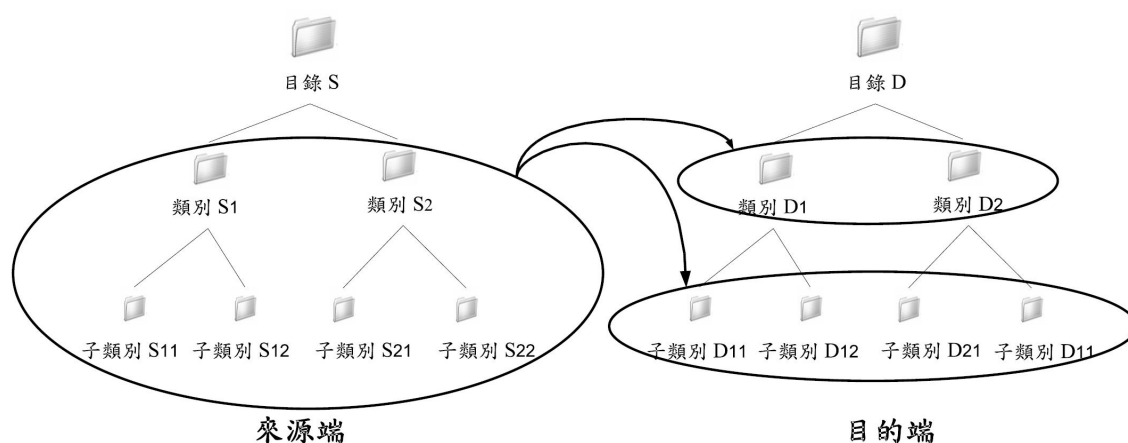 目錄 S
目錄 D
類別 S1
類別 S2
類別 D1
類別 D2
子類別 S11
子類別 S12
子類別 S21
子類別 S22
子類別 D11
子類別 D12
子類別 D21
子類別 D11
來源端
目的端